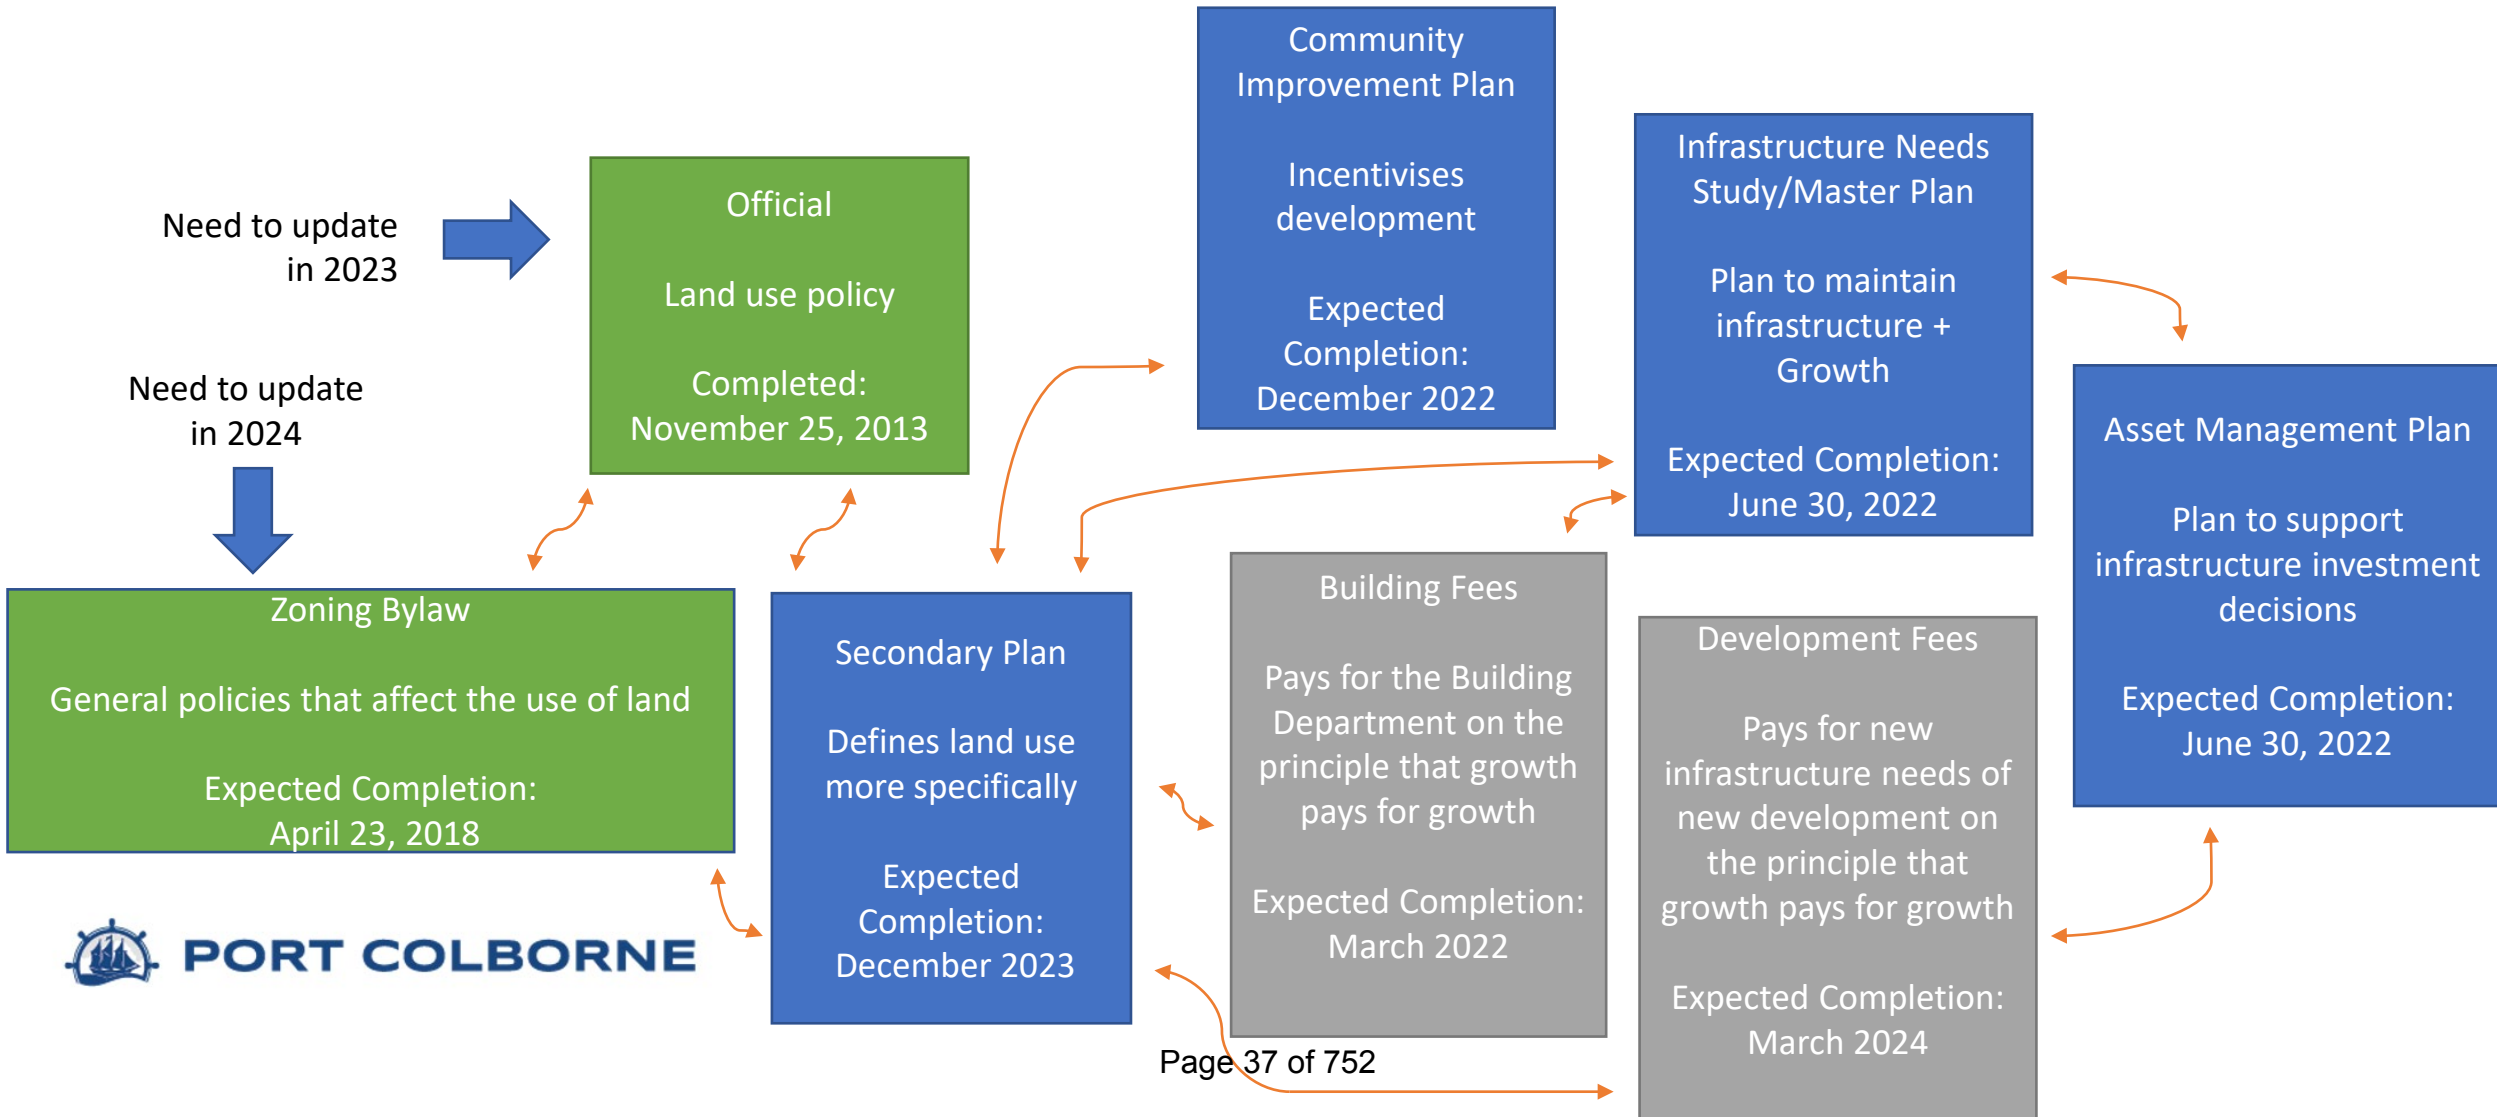 Community
Improvement Plan
Incentivises
development
Expected
Completion:
December 2022
Infrastructure Needs
Study/Master Plan
Plan to maintain
infrastructure +
Growth
Expected Completion:
June 30, 2022
Need to update
in 2023
Official
Land use policy
Completed:
November 25, 2013
Need to update
in 2024
Asset Management Plan
Plan to support
infrastructure investment
decisions
Expected Completion:
June 30, 2022
Zoning Bylaw
General policies that affect the use of land
Expected Completion:
April 23, 2018
Secondary Plan
Defines land use
more specifically
Expected
Completion:
December 2023
Building Fees
Pays for the Building
Department on the
principle that growth
pays for growth
Expected Completion:
March 2022
Development Fees
Pays for new
infrastructure needs of
new development on
the principle that
growth pays for growth
Expected Completion:
March 2024
PORT COLBORNE
Page 37 of 752